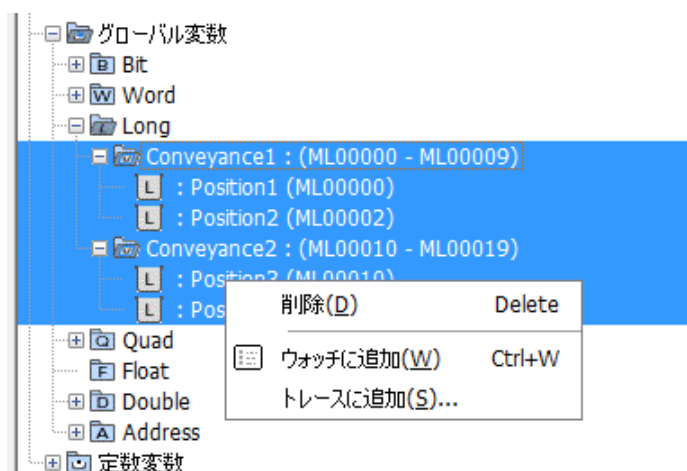 グローバル変数
B Bit
W Word
L Long
Conveyance1 : (ML00000 - ML00009)
L : Position1 (ML00000)
L : Position2 (ML00002)
Conveyance2 : (ML00010 - ML00019)
L : Position3 (ML00010)
L : Pos
削除(D) Delete
ウォッチに追加(W) Ctrl+W
トレースに追加(S)...
Q Quad
F Float
D Double
A Address
定数変数